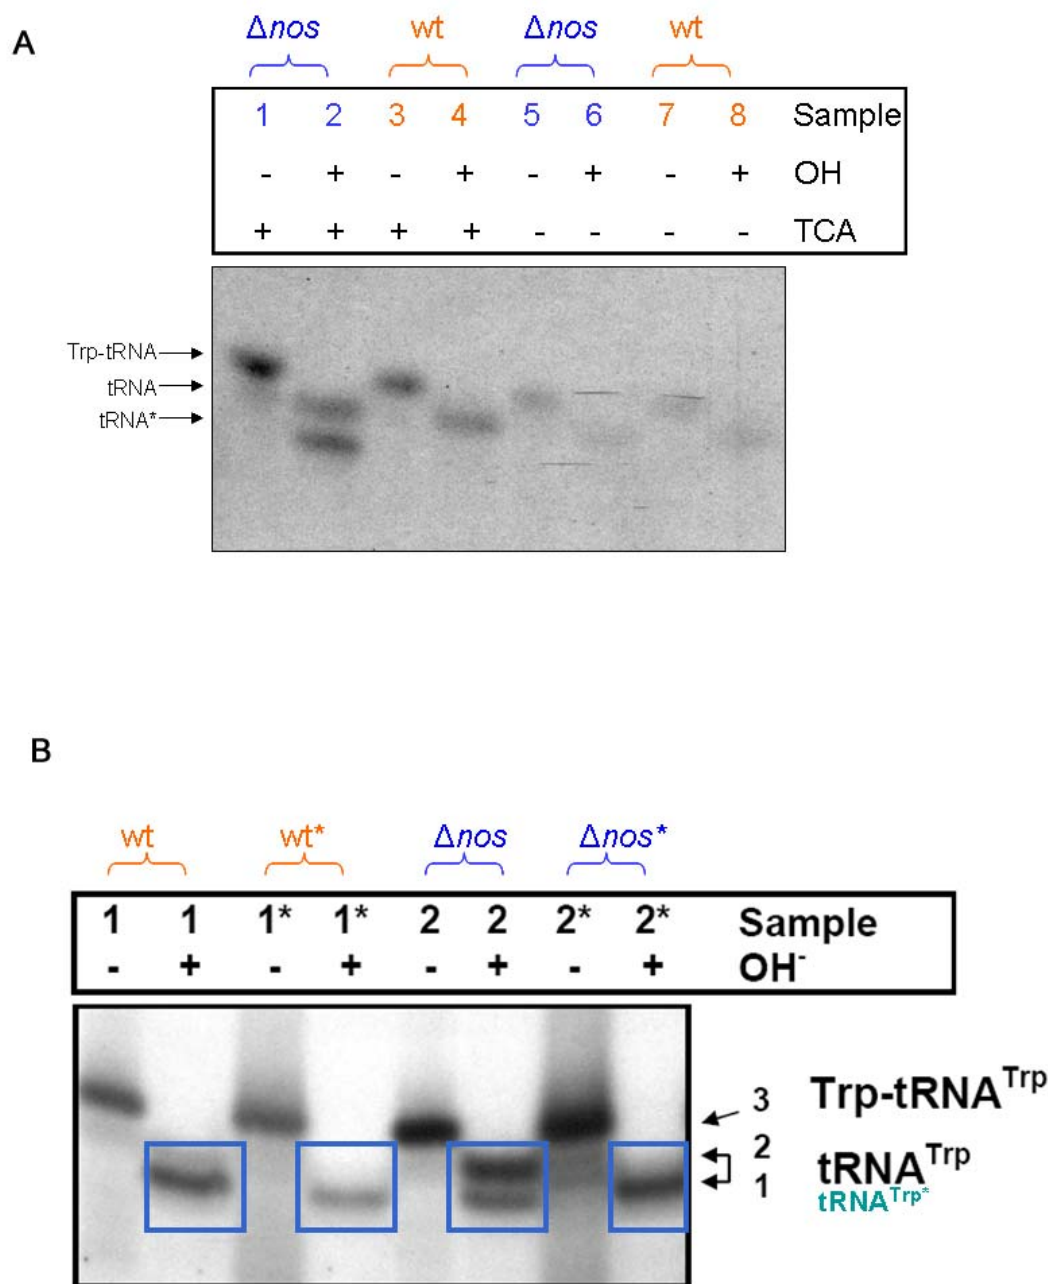 A
Δnos wt Δnos wt
1 2 3 4 5 6 7 8 Sample
- + - + - + - + OH
+ + + + - - - - TCA
Trp-tRNA
tRNA
tRNA*
B
wt wt* Δnos Δnos*
1 1 1* 1* 2 2 2* 2* Sample
- + - + - + - + OH⁻
3 Trp-tRNA^Trp
2 tRNA^Trp
1 tRNA^Trp*